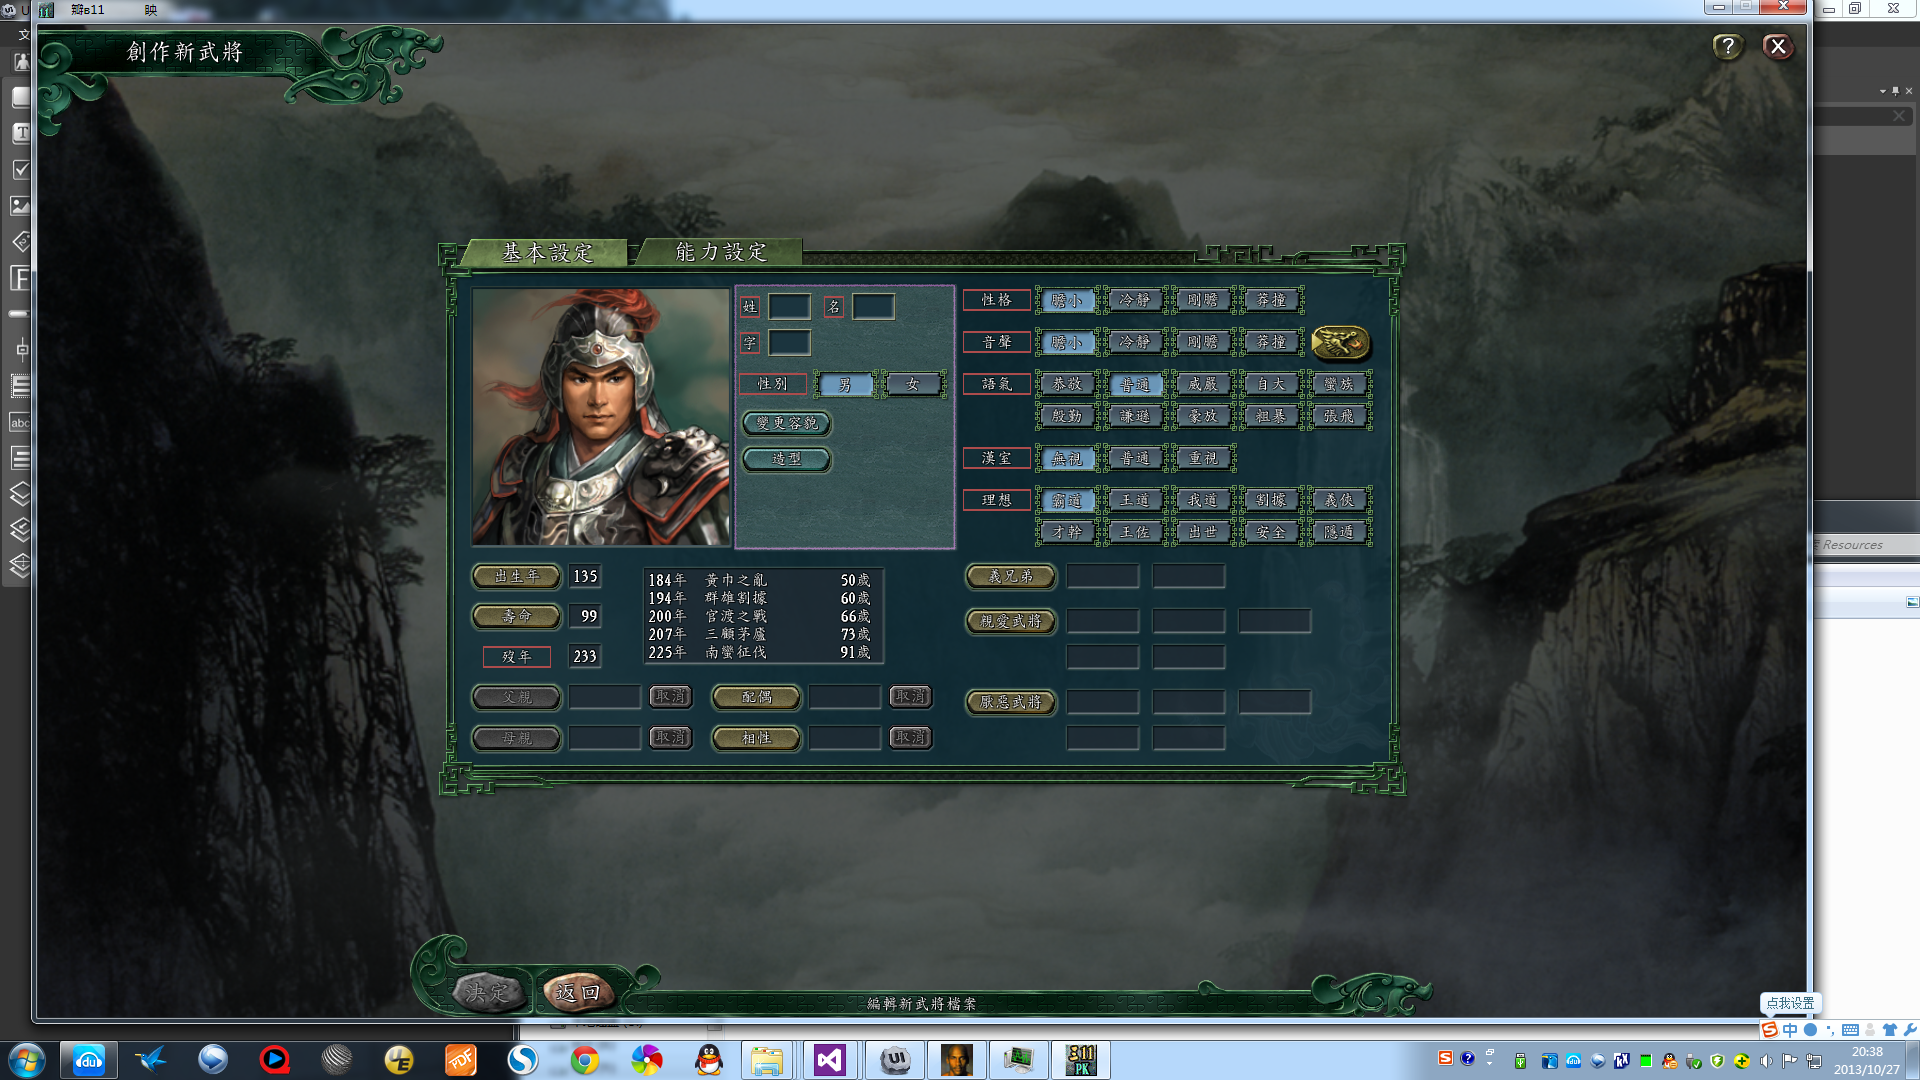 創作新武將
?
X
基本設定
能力設定
姓
名
字
性別
男
女
變更容貌
造型
性格
膽小
冷靜
剛膽
莽撞
音聲
膽小
冷靜
剛膽
莽撞
語氣
恭敬
普通
威嚴
自大
蠻族
殷勤
謙遜
豪放
粗暴
張飛
漢室
無視
普通
重視
理想
霸道
王道
我道
割據
義俠
才幹
王佐
出世
安全
隱遁
出生年
135
壽命
99
歿年
233
184年 黃巾之亂 50歲
194年 群雄割據 60歲
200年 官渡之戰 66歲
207年 三顧茅廬 73歲
225年 南蠻征伐 91歲
義兄弟
親愛武將
厭惡武將
父親
取消
配偶
取消
母親
取消
相性
取消
決定
返回
編輯新武將檔案
Resources
点我设置
中
20:38
2013/10/27